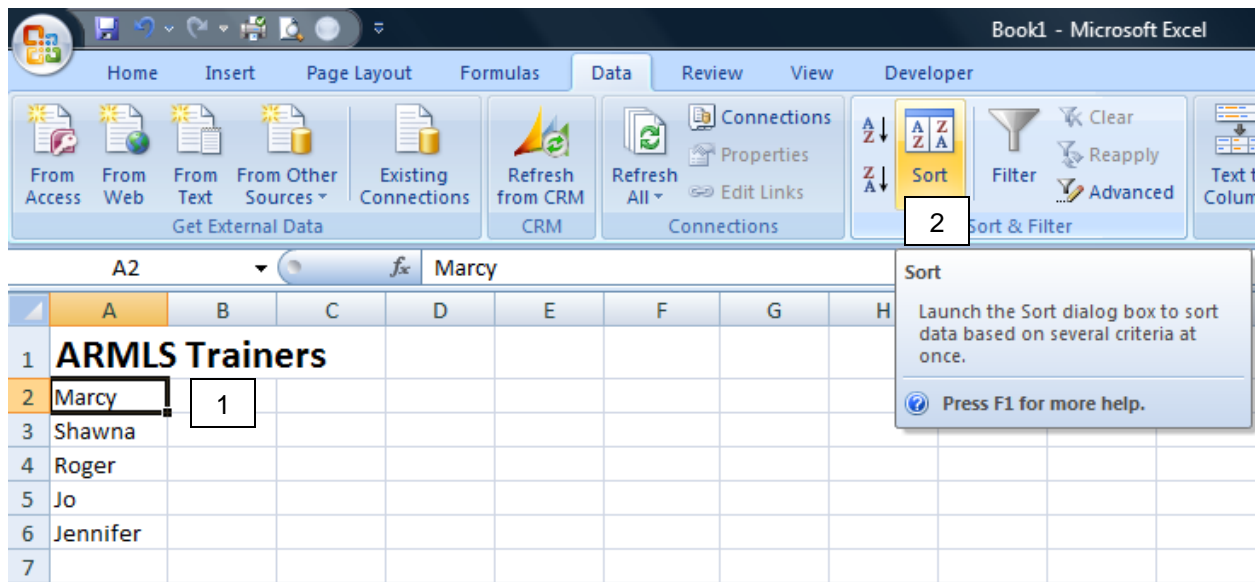 Book1 - Microsoft Excel
Home Insert Page Layout Formulas Data Review View Developer
From Access
From Web
From Text
From Other Sources
Existing Connections
Get External Data
Refresh from CRM
CRM
Refresh All
Connections
Properties
Edit Links
Connections
A Z
Z A
A Z
Z A
Sort
Filter
Clear
Reapply
Advanced
Sort & Filter
2
Text t
Colum
A2
fx
Marcy
Sort
Launch the Sort dialog box to sort
data based on several criteria at
once.
Press F1 for more help.
A B C D E F G H
1 ARMLS Trainers
2 Marcy
1
3 Shawna
4 Roger
5 Jo
6 Jennifer
7